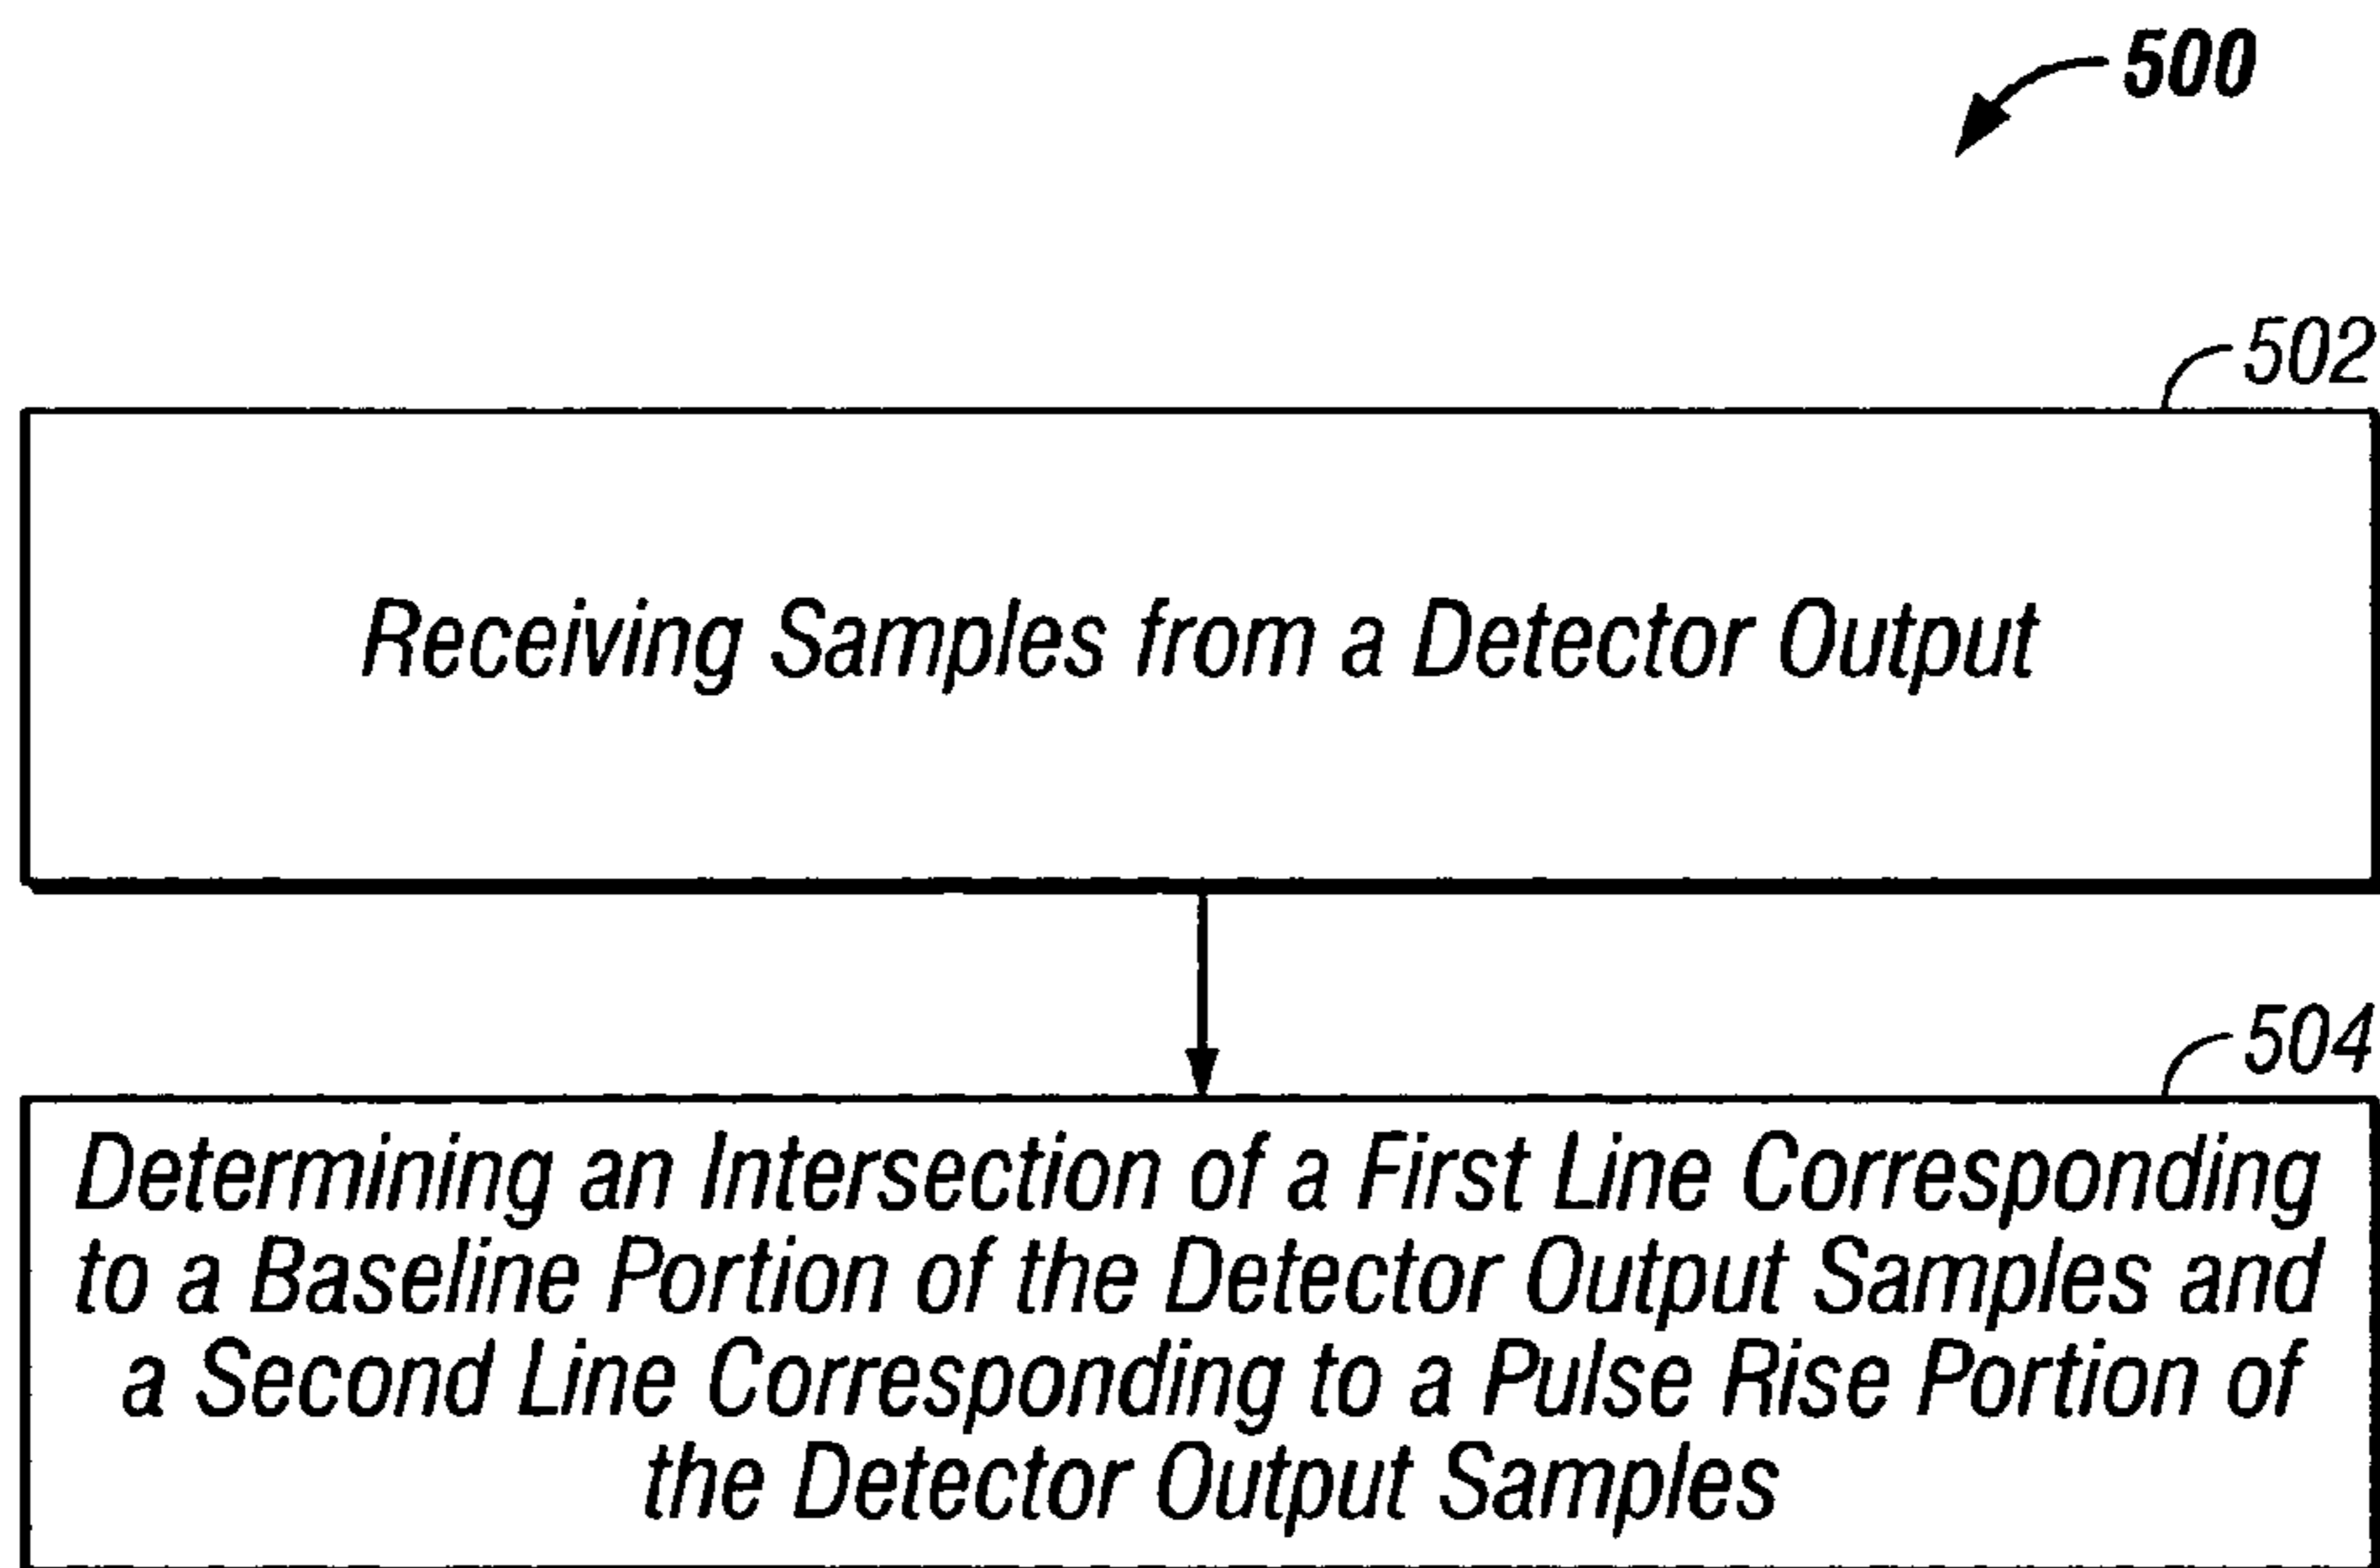 500
502
Receiving Samples from a Detector Output
504
Determining an Intersection of a First Line Corresponding
to a Baseline Portion of the Detector Output Samples and
a Second Line Corresponding to a Pulse Rise Portion of
the Detector Output Samples